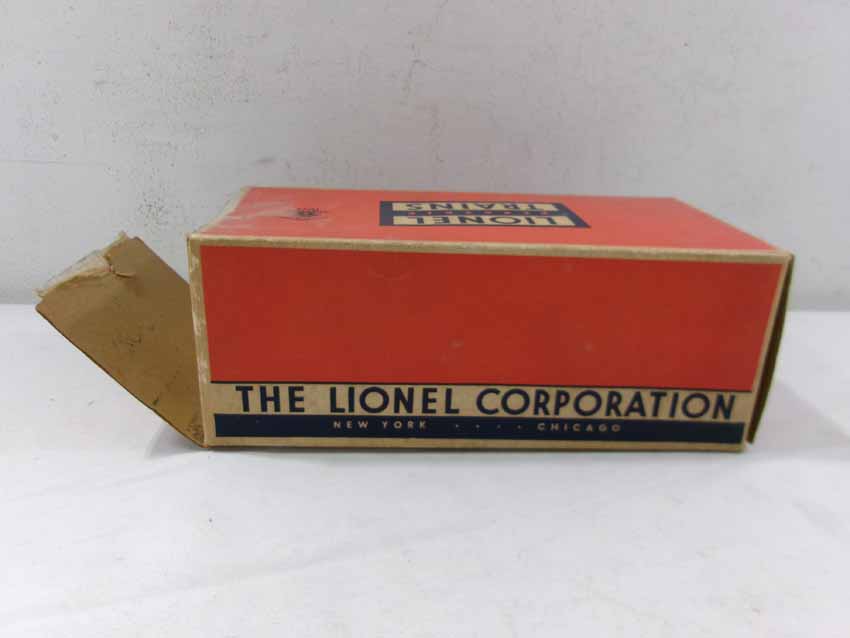 LIONEL
TRAINS
THE LIONEL CORPORATION
NEW YORK . . . . CHICAGO